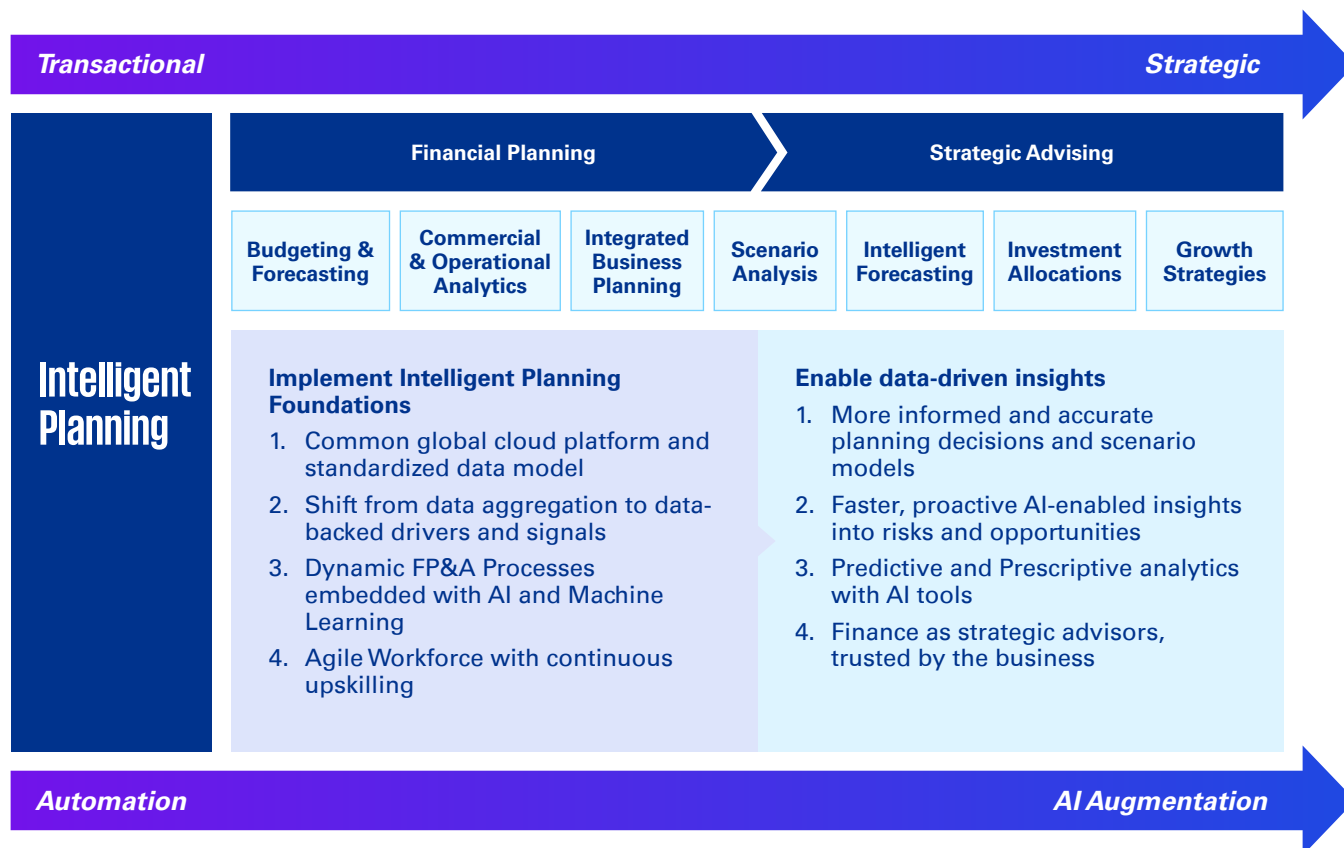 Transactional
Strategic
Intelligent
Planning
Financial Planning
Strategic Advising
Budgeting &
Forecasting
Commercial
& Operational
Analytics
Integrated
Business
Planning
Scenario
Analysis
Intelligent
Forecasting
Investment
Allocations
Growth
Strategies
Implement Intelligent Planning
Foundations
1. Common global cloud platform and
standardized data model
2. Shift from data aggregation to data-
backed drivers and signals
3. Dynamic FP&A Processes
embedded with AI and Machine
Learning
4. Agile Workforce with continuous
upskilling
Enable data-driven insights
1. More informed and accurate
planning decisions and scenario
models
2. Faster, proactive AI-enabled insights
into risks and opportunities
3. Predictive and Prescriptive analytics
with AI tools
4. Finance as strategic advisors,
trusted by the business
Automation
AI Augmentation